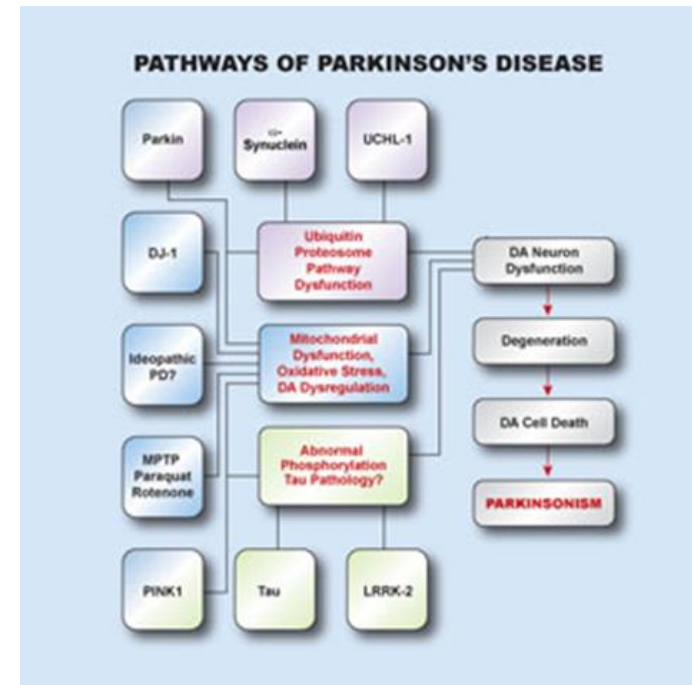 PATHWAYS OF PARKINSON'S DISEASE
Parkin
α-
Synuclein
UCHL-1
DJ-1
Ubiquitin
Proteosome
Pathway
Dysfunction
DA Neuron
Dysfunction
Ideopathic
PD?
Mitochondrial
Dysfunction,
Oxidative Stress,
DA Dysregulation
Degeneration
MPTP
Paraquat
Rotenone
Abnormal
Phosphorylation
Tau Pathology?
DA Cell Death
PARKINSONISM
PINK1
Tau
LRRK-2